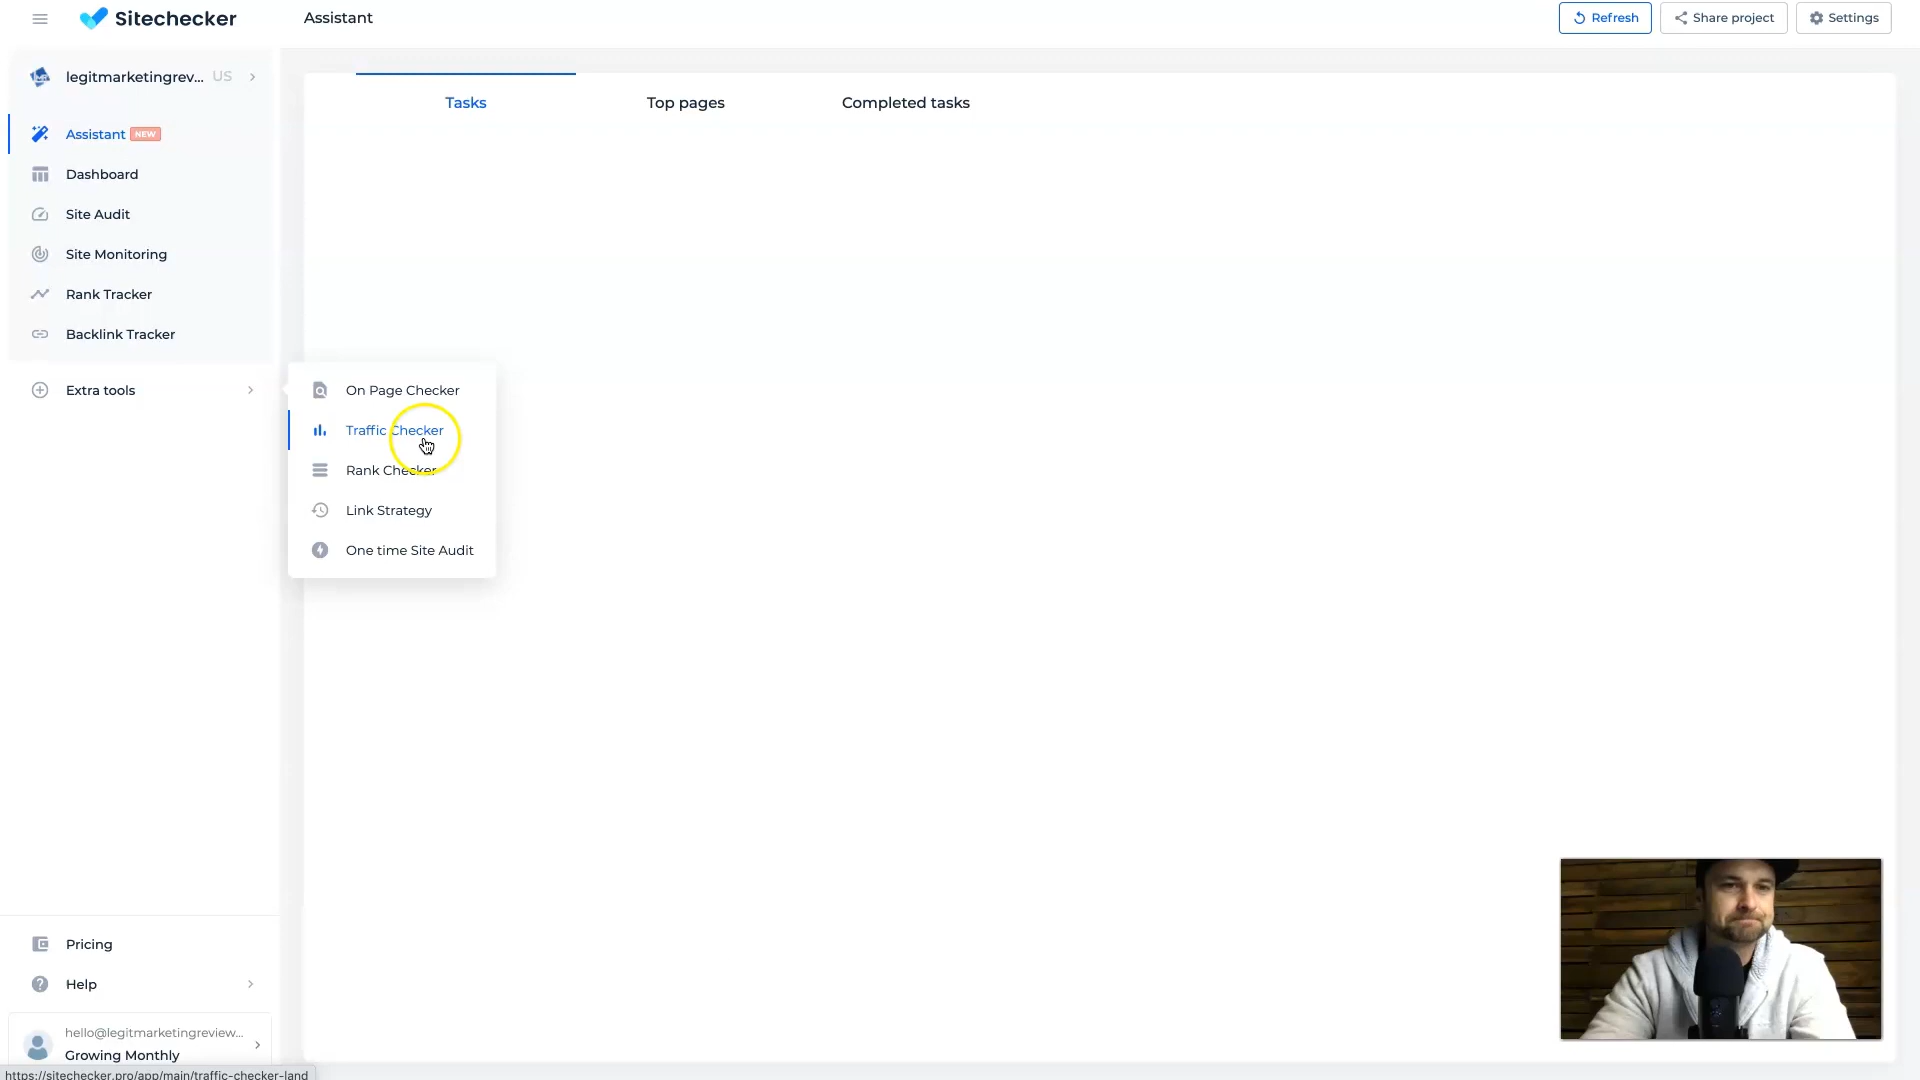 Sitechecker
Assistant
Refresh
Share project
Settings
legitmarketingrev... US
Assistant NEW
Dashboard
Site Audit
Site Monitoring
Rank Tracker
Backlink Tracker
Extra tools
Tasks
Top pages
Completed tasks
On Page Checker
Traffic Checker
Rank Checker
Link Strategy
One time Site Audit
Pricing
Help
hello@legitmarketingreview...
Growing Monthly
https://sitechecker.pro/app/main/traffic-checker-land